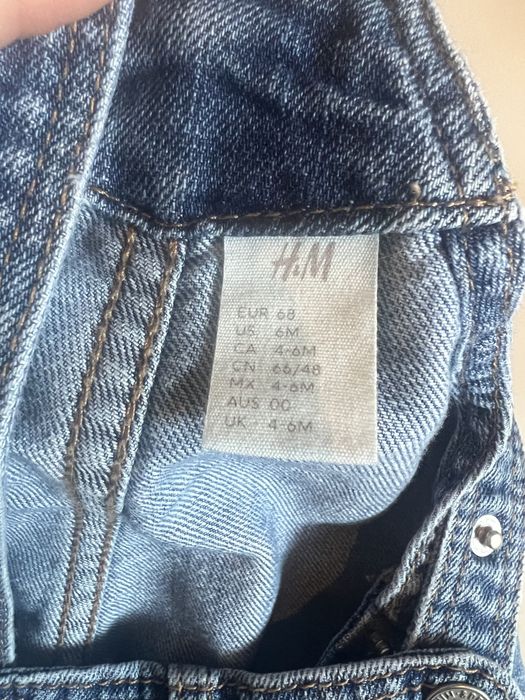 H&M
EUR 68
US 6M
CA 4-6M
CN 66/48
MX 4-6M
AUS 00
UK 4-6M